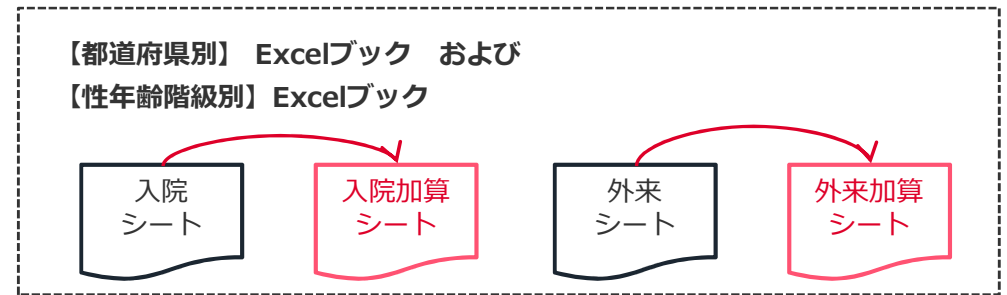 【都道府県別】 Excelブック および
【性年齢階級別】Excelブック
入院
シート
入院加算
シート
外来
シート
外来加算
シート